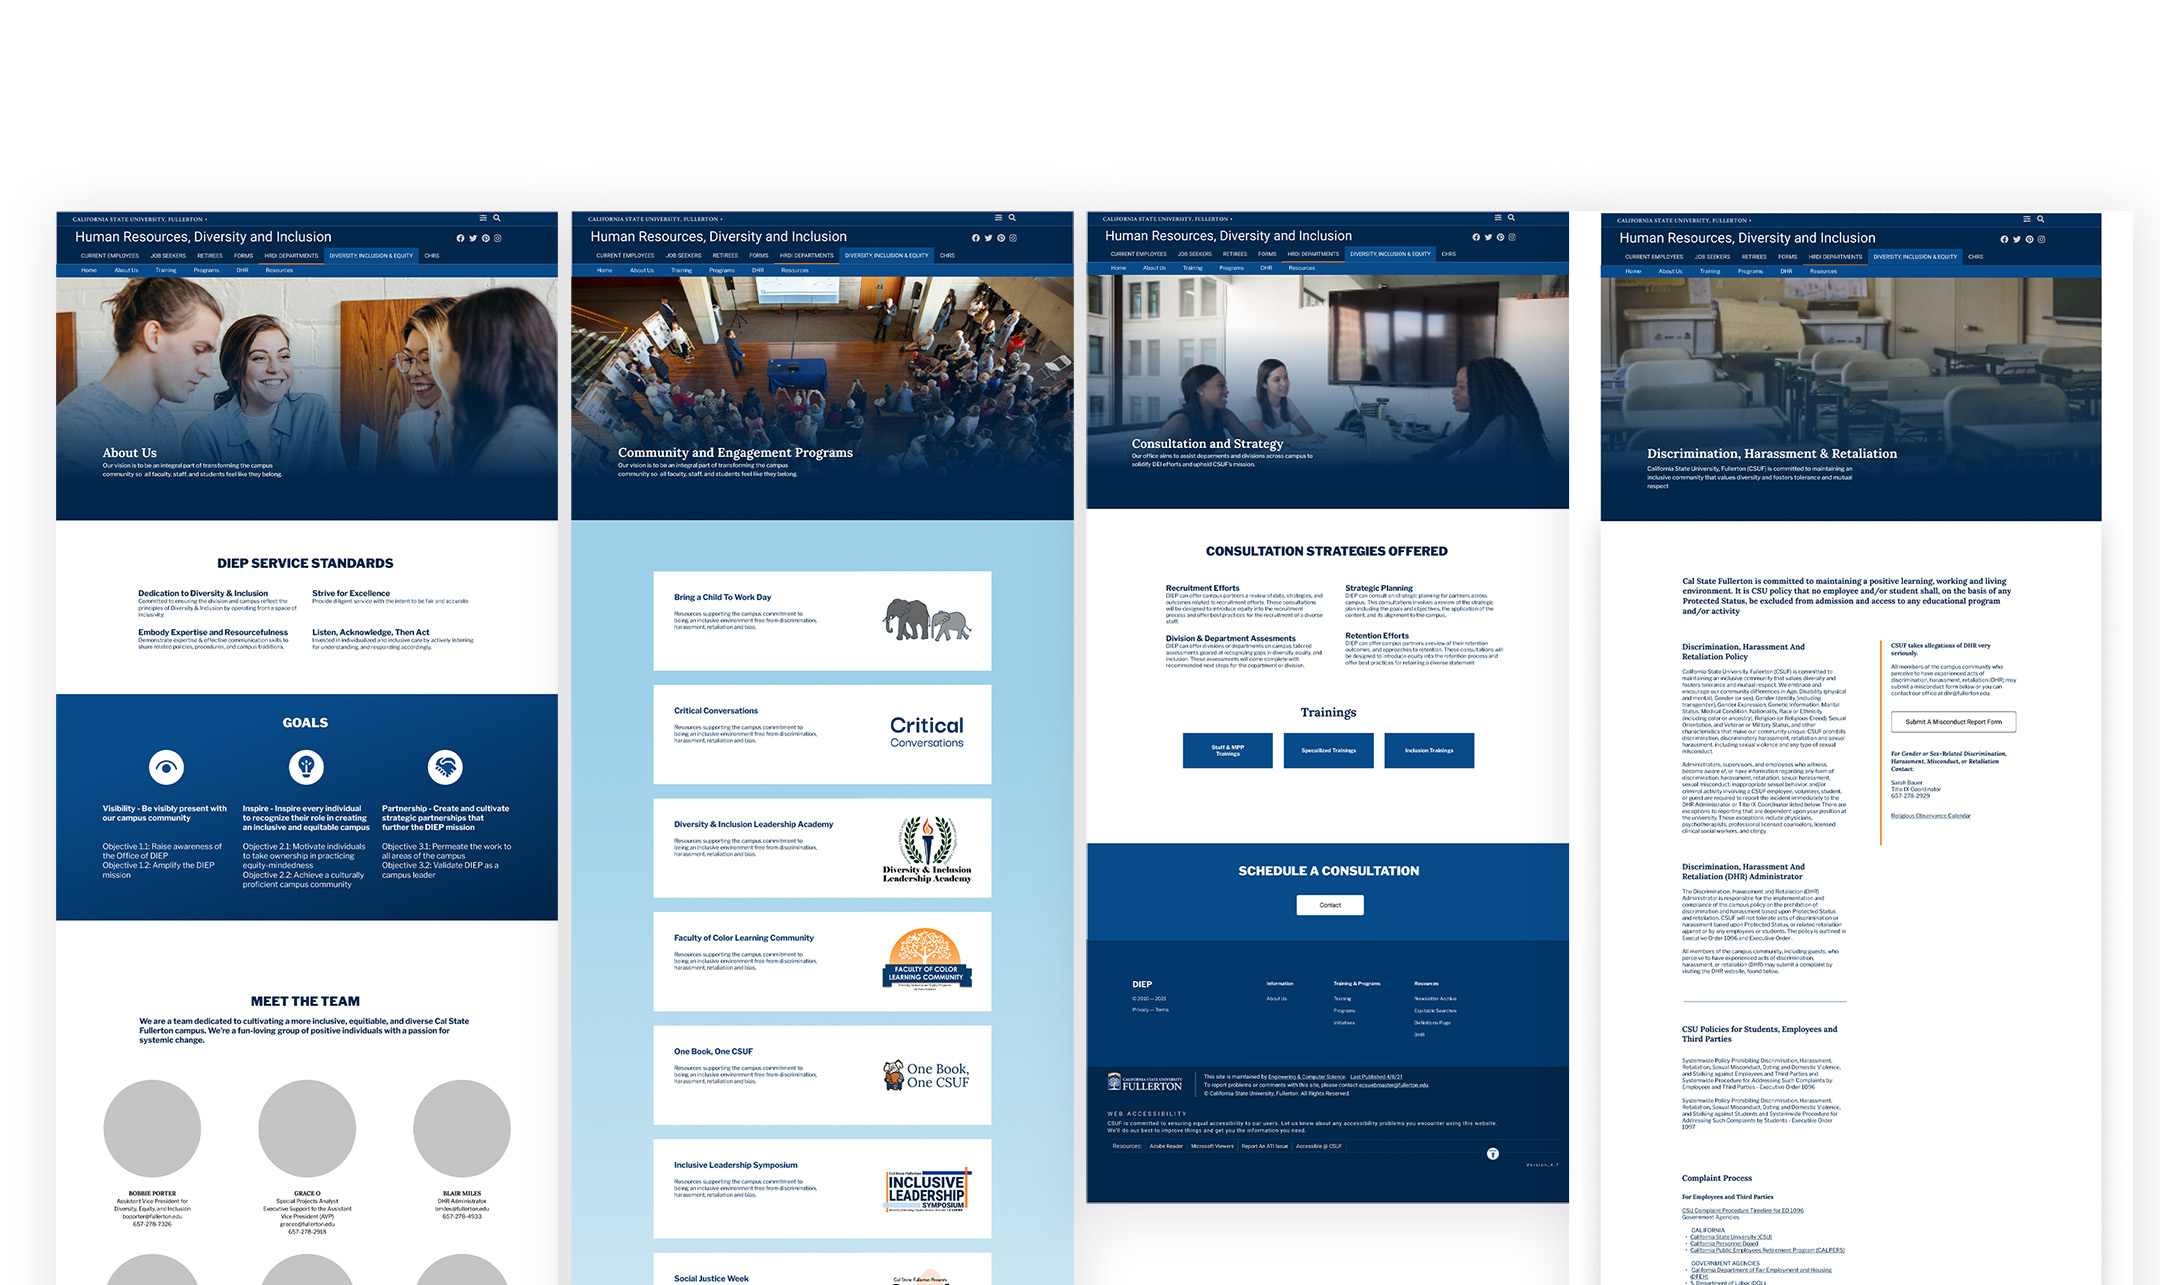 CALIFORNIA STATE UNIVERSITY, FULLERTON
Human Resources, Diversity and Inclusion
CURRENT EMPLOYEES JOB SEEKERS RETIREES FORMS HRDI DEPARTMENTS DIVERSITY, INCLUSION & EQUITY CHRS
Home About Us Training Programs DHR Resources
About Us
Our vision is to be an integral part of transforming the campus
community so all faculty, staff, and students feel like they belong.
DIEP SERVICE STANDARDS
Dedication to Diversity & Inclusion
Committed to ensuring the division and campus reflect the
principles of Diversity & Inclusion by operating from a space of
inclusivity.
Strive for Excellence
Provide diligent service with the intent to be fair and accurate.
Embody Expertise and Resourcefulness
Demonstrate expertise & effective communication skills to
share related policies, procedures, and campus traditions.
Listen, Acknowledge, Then Act
Invested in individualized and inclusive care by actively listening
for understanding, and responding accordingly.
GOALS
Visibility - Be visibly present with
our campus community
Objective 1.1: Raise awareness of
the Office of DIEP
Objective 1.2: Amplify the DIEP
mission
Inspire - Inspire every individual
to recognize their role in creating
an inclusive and equitable campus
Objective 2.1: Motivate individuals
to take ownership in practicing
equity-mindedness
Objective 2.2: Achieve a culturally
proficient campus community
Partnership - Create and cultivate
strategic partnerships that
further the DIEP mission
Objective 3.1: Permeate the work to
all areas of the campus
Objective 3.2: Validate DIEP as a
campus leader
MEET THE TEAM
We are a team dedicated to cultivating a more inclusive, equitiable, and diverse Cal State
Fullerton campus. We're a fun-loving group of positive individuals with a passion for
systemic change.
BOBBIE PORTER
Assistant Vice President for
Diversity, Equity, and Inclusion
boporter@fullerton.edu
657-278-7326
GRACE O
Special Projects Analyst
Executive Support to the Assistant
Vice President (AVP)
graceo@fullerton.edu
657-278-2918
BLAIR MILES
DHR Administrator
bmiles@fullerton.edu
657-278-4933
CALIFORNIA STATE UNIVERSITY, FULLERTON
Human Resources, Diversity and Inclusion
CURRENT EMPLOYEES JOB SEEKERS RETIREES FORMS HRDI DEPARTMENTS DIVERSITY, INCLUSION & EQUITY CHRS
Home About Us Training Programs DHR Resources
Community and Engagement Programs
Our vision is to be an integral part of transforming the campus
community so all faculty, staff, and students feel like they belong.
Bring a Child To Work Day
Resources supporting the campus commitment to
being an inclusive environment free from discrimination,
harassment, retaliation and bias.
Critical Conversations
Resources supporting the campus commitment to
being an inclusive environment free from discrimination,
harassment, retaliation and bias.
Critical
Conversations
Diversity & Inclusion Leadership Academy
Resources supporting the campus commitment to
being an inclusive environment free from discrimination,
harassment, retaliation and bias.
Diversity & Inclusion
Leadership Academy
Faculty of Color Learning Community
Resources supporting the campus commitment to
being an inclusive environment free from discrimination,
harassment, retaliation and bias.
FACULTY OF COLOR
LEARNING COMMUNITY
One Book, One CSUF
Resources supporting the campus commitment to
being an inclusive environment free from discrimination,
harassment, retaliation and bias.
One Book,
One CSUF
Inclusive Leadership Symposium
Resources supporting the campus commitment to
being an inclusive environment free from discrimination,
harassment, retaliation and bias.
Cal State Fullerton
INCLUSIVE
LEADERSHIP
SYMPOSIUM
Social Justice Week
Cal State Fullerton Presents
CALIFORNIA STATE UNIVERSITY, FULLERTON
Human Resources, Diversity and Inclusion
CURRENT EMPLOYEES JOB SEEKERS RETIREES FORMS HRDI DEPARTMENTS DIVERSITY, INCLUSION & EQUITY CHRS
Home About Us Training Programs DHR Resources
Consultation and Strategy
Our office aims to assist deparments and divisions across campus to
solidify DEI efforts and uphold CSUF's mission.
CONSULTATION STRATEGIES OFFERED
Recruitment Efforts
DIEP can offer campus partners a review of data, strategies, and
outcomes related to recruitment efforts. These consultations
will be designed to introduce equity into the recruitment
process and offer best practices for the recruitment of a diverse
staff.
Strategic Planning
DIEP can consult on strategic planning for partners across
campus. This consultations involves a review of the strategic
plan including the goals and objectives, the application of the
content, and its alignment to the campus.
Division & Department Assesments
DIEP can offer divisions or departments on campus tailored
assessments geared at recognizing gaps in diversity, equity, and
inclusion. These assessments will come complete with
recommended next steps for the department or division.
Retention Efforts
DIEP can offer campus partners a review of their retention
outcomes, and approaches to retention. These consultations will
be designed to introduce equity into the retention process and
offer best practices for retaining a diverse statement
Trainings
Staff & MPP
Trainings
Specailized Trainings
Inclusion Trainings
SCHEDULE A CONSULTATION
Contact
DIEP
© 2010 — 2021
Privacy — Terms
Information
About Us
Training & Programs
Training
Programs
Initiatives
Resources
Newsletter Archive
Equitable Searches
Definitions Page
DHR
CALIFORNIA STATE UNIVERSITY
FULLERTON
This site is maintained by Engineering & Computer Science. Last Published 4/8/21
To report problems or comments with this site, please contact ecswebmaster@fullerton.edu.
© California State University, Fullerton. All Rights Reserved.
WEB ACCESSIBILITY
CSUF is committed to ensuring equal accessibility to our users. Let us know about any accessibility problems you encounter using this website.
We'll do our best to improve things and get you the information you need.
Resources: Adobe Reader Microsoft Viewers Report An ATI Issue Accessible @ CSUF
Version_4.7
CALIFORNIA STATE UNIVERSITY, FULLERTON
Human Resources, Diversity and Inclusion
CURRENT EMPLOYEES JOB SEEKERS RETIREES FORMS HRDI DEPARTMENTS DIVERSITY, INCLUSION & EQUITY CHRS
Home About Us Training Programs DHR Resources
Discrimination, Harassment & Retaliation
California State University, Fullerton (CSUF) is committed to maintaining an
inclusive community that values diversity and fosters tolerance and mutual
respect
Cal State Fullerton is committed to maintaining a positive learning, working and living
environment. It is CSU policy that no employee and/or student shall, on the basis of any
Protected Status, be excluded from admission and access to any educational program
and/or activity
Discrimination, Harassment And
Retaliation Policy
California State University, Fullerton (CSUF) is committed to
maintaining an inclusive community that values diversity and
fosters tolerance and mutual respect. We embrace and
encourage our community differences in Age, Disability (physical
and mental), Gender (or sex), Gender Identity (including
transgender), Gender Expression, Genetic Information, Marital
Status, Medical Condition, Nationality, Race or Ethnicity
(including color or ancestry), Religion (or Religious Creed), Sexual
Orientation, and Veteran or Military Status, and other
characteristics that make our community unique. CSUF prohibits
discrimination, discriminatory harassment, retaliation and sexual
harassment, including sexual violence and any type of sexual
misconduct.
Administrators, supervisors, and employees who witness,
become aware of, or have information regarding any form of
discrimination, harassment, retaliation, sexual harassment,
sexual misconduct, inappropriate sexual behavior, and/or
criminal activity involving a CSUF employee, volunteer, student,
or guest are required to report the incident immediately to the
DHR Administrator or Title IX Coordinator listed below. There are
exceptions to reporting that are dependent upon your position at
the university. These exceptions include physicians,
psychotherapists, professional licensed counselors, licensed
clinical social workers, and clergy.
CSUF takes allegations of DHR very
seriously.
All members of the campus community who
perceive to have experienced acts of
discrimination, harassment, retaliation (DHR) may
submit a misconduct form below or you can
contact our office at dhr@fullerton.edu.
Submit A Misconduct Report Form
For Gender or Sex-Related Discrimination,
Harassment, Misconduct, or Retaliation
Contact:
Sarah Bauer
Title IX Coordinator
657-278-2929
Religious Observance Calendar
Discrimination, Harassment And
Retaliation (DHR) Administrator
The Discrimination, Harassment and Retaliation (DHR)
Administrator is responsible for the implementation and
compliance of the campus policy on the prohibition of
discrimination and harassment based upon Protected Status
and retaliation. CSUF will not tolerate acts of discrimination or
harassment based upon Protected Status, or related retaliation
against or by any employees or students. The policy is outlined in
Executive Order 1096 and Executive Order .
All members of the campus community, including guests, who
perceive to have experienced acts of discrimination,
harassment, or retaliation (DHR) may submit a complaint by
visiting the DHR website, found below.
CSU Policies for Students, Employees and
Third Parties
Systemwide Policy Prohibiting Discrimination, Harassment,
Retaliation, Sexual Misconduct, Dating and Domestic Violence,
and Stalking against Employees and Third Parties and
Systemwide Procedure for Addressing Such Complaints by
Employees and Third Parties - Executive Order 1096
Systemwide Policy Prohibiting Discrimination, Harassment,
Retaliation, Sexual Misconduct, Dating and Domestic Violence,
and Stalking against Students and Systemwide Procedure for
Addressing Such Complaints by Students - Executive Order
1097
Complaint Process
For Employees and Third Parties
CSU Complaint Procedure Timeline for EO 1096
Government Agencies
CALIFORNIA
California State University (CSU)
California Personnel Board
California Public Employees Retirement Program (CALPERS)
GOVERNMENT AGENCIES
California Department of Fair Employment and Housing
(DFEH)
S. Department of Labor (DOL)